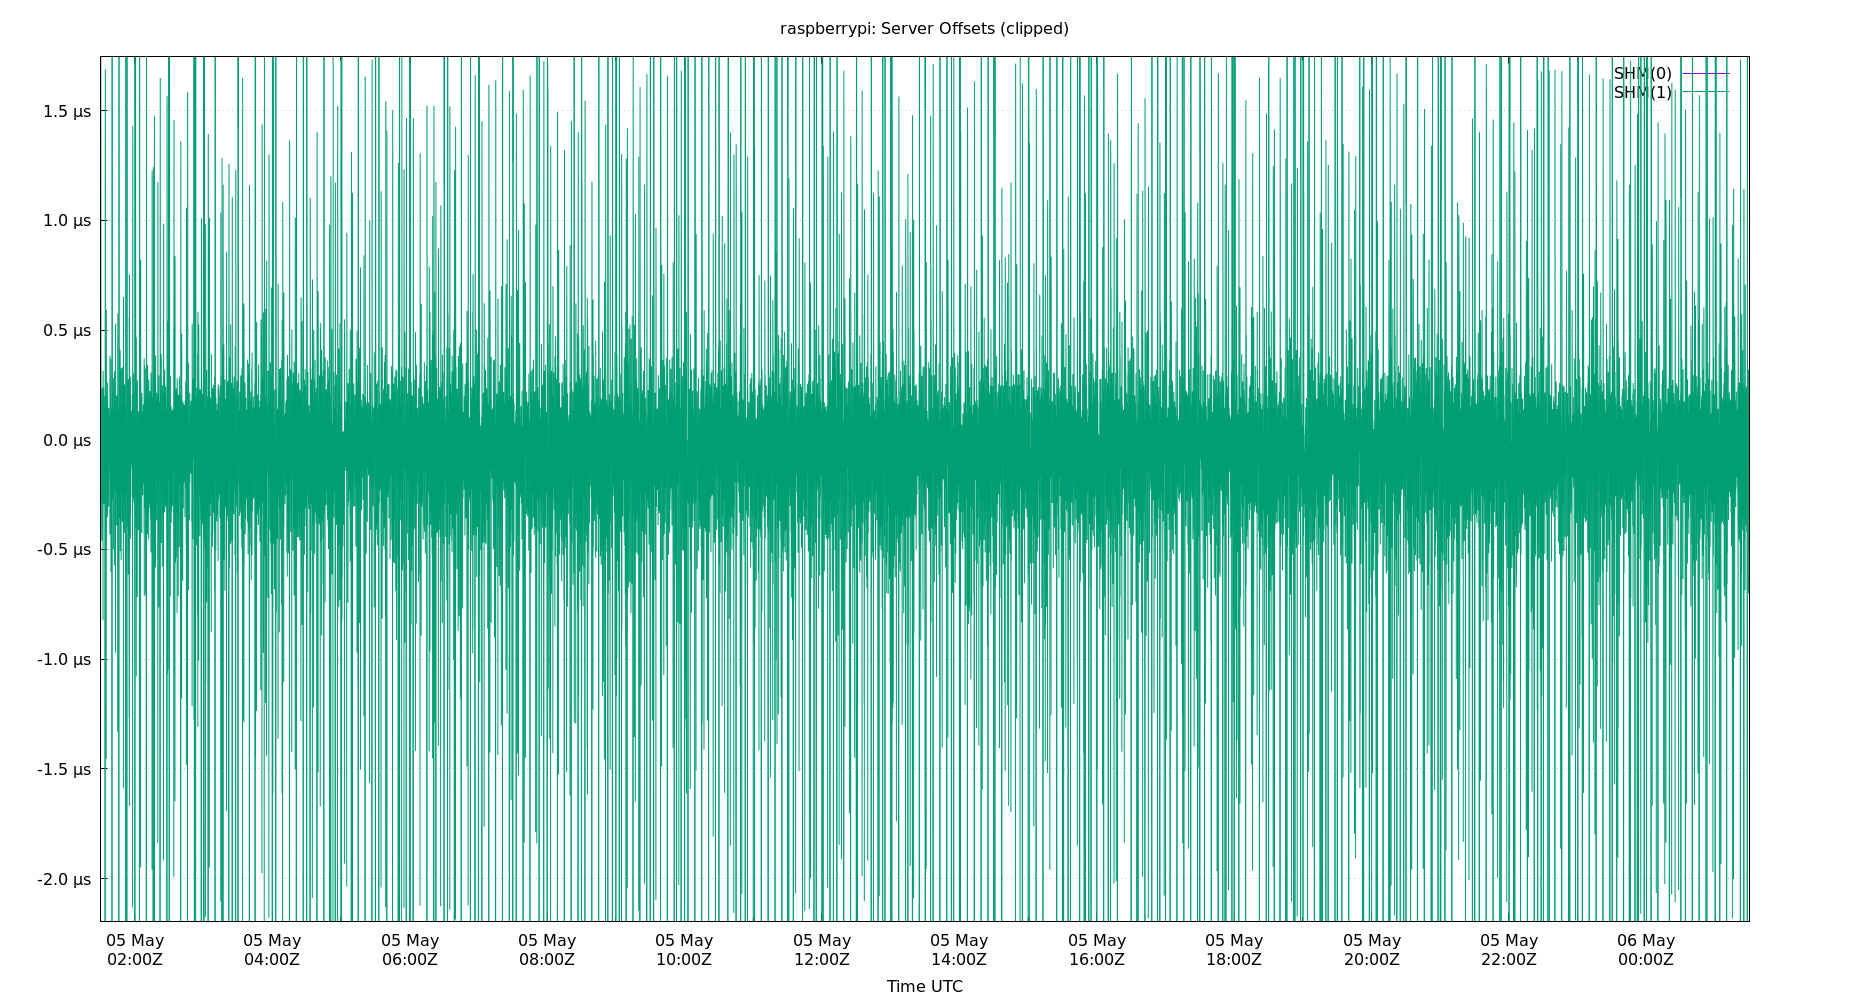 raspberrypi: Server Offsets (clipped)
SHM(0)
SHM(1)
1.5 μs
1.0 μs
0.5 μs
0.0 μs
-0.5 μs
-1.0 μs
-1.5 μs
-2.0 μs
05 May 05 May 05 May 05 May 05 May 05 May 05 May 05 May 05 May 05 May 05 May 06 May
02:00Z 04:00Z 06:00Z 08:00Z 10:00Z 12:00Z 14:00Z 16:00Z 18:00Z 20:00Z 22:00Z 00:00Z
Time UTC